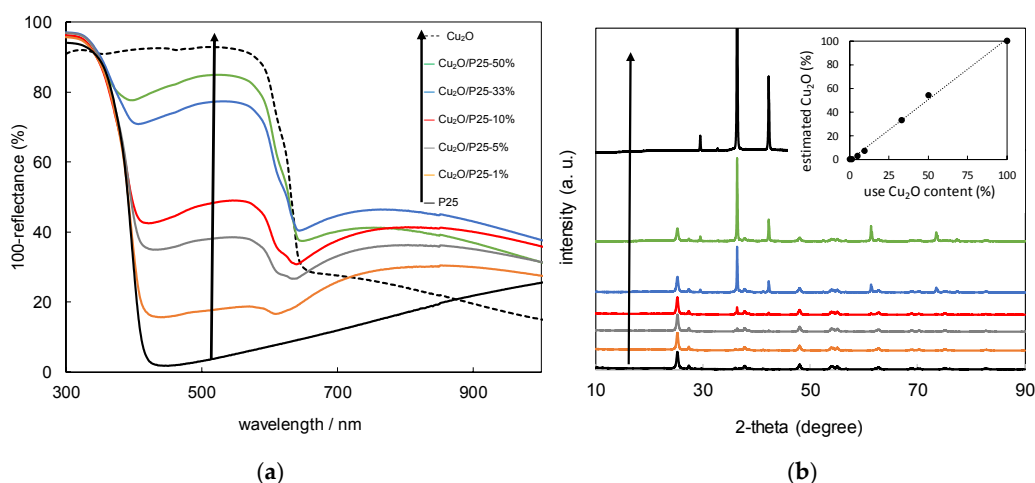 100
80
60
40
20
0
300
500
700
900
100-reflectance (%)
wavelength / nm
Cu₂O
Cu₂O/P25-50%
Cu₂O/P25-33%
Cu₂O/P25-10%
Cu₂O/P25-5%
Cu₂O/P25-1%
P25
(a)
intensity (a. u.)
10
30
50
70
90
2-theta (degree)
estimated Cu₂O (%)
100
80
60
40
20
0
0
25
50
75
100
use Cu₂O content (%)
(b)